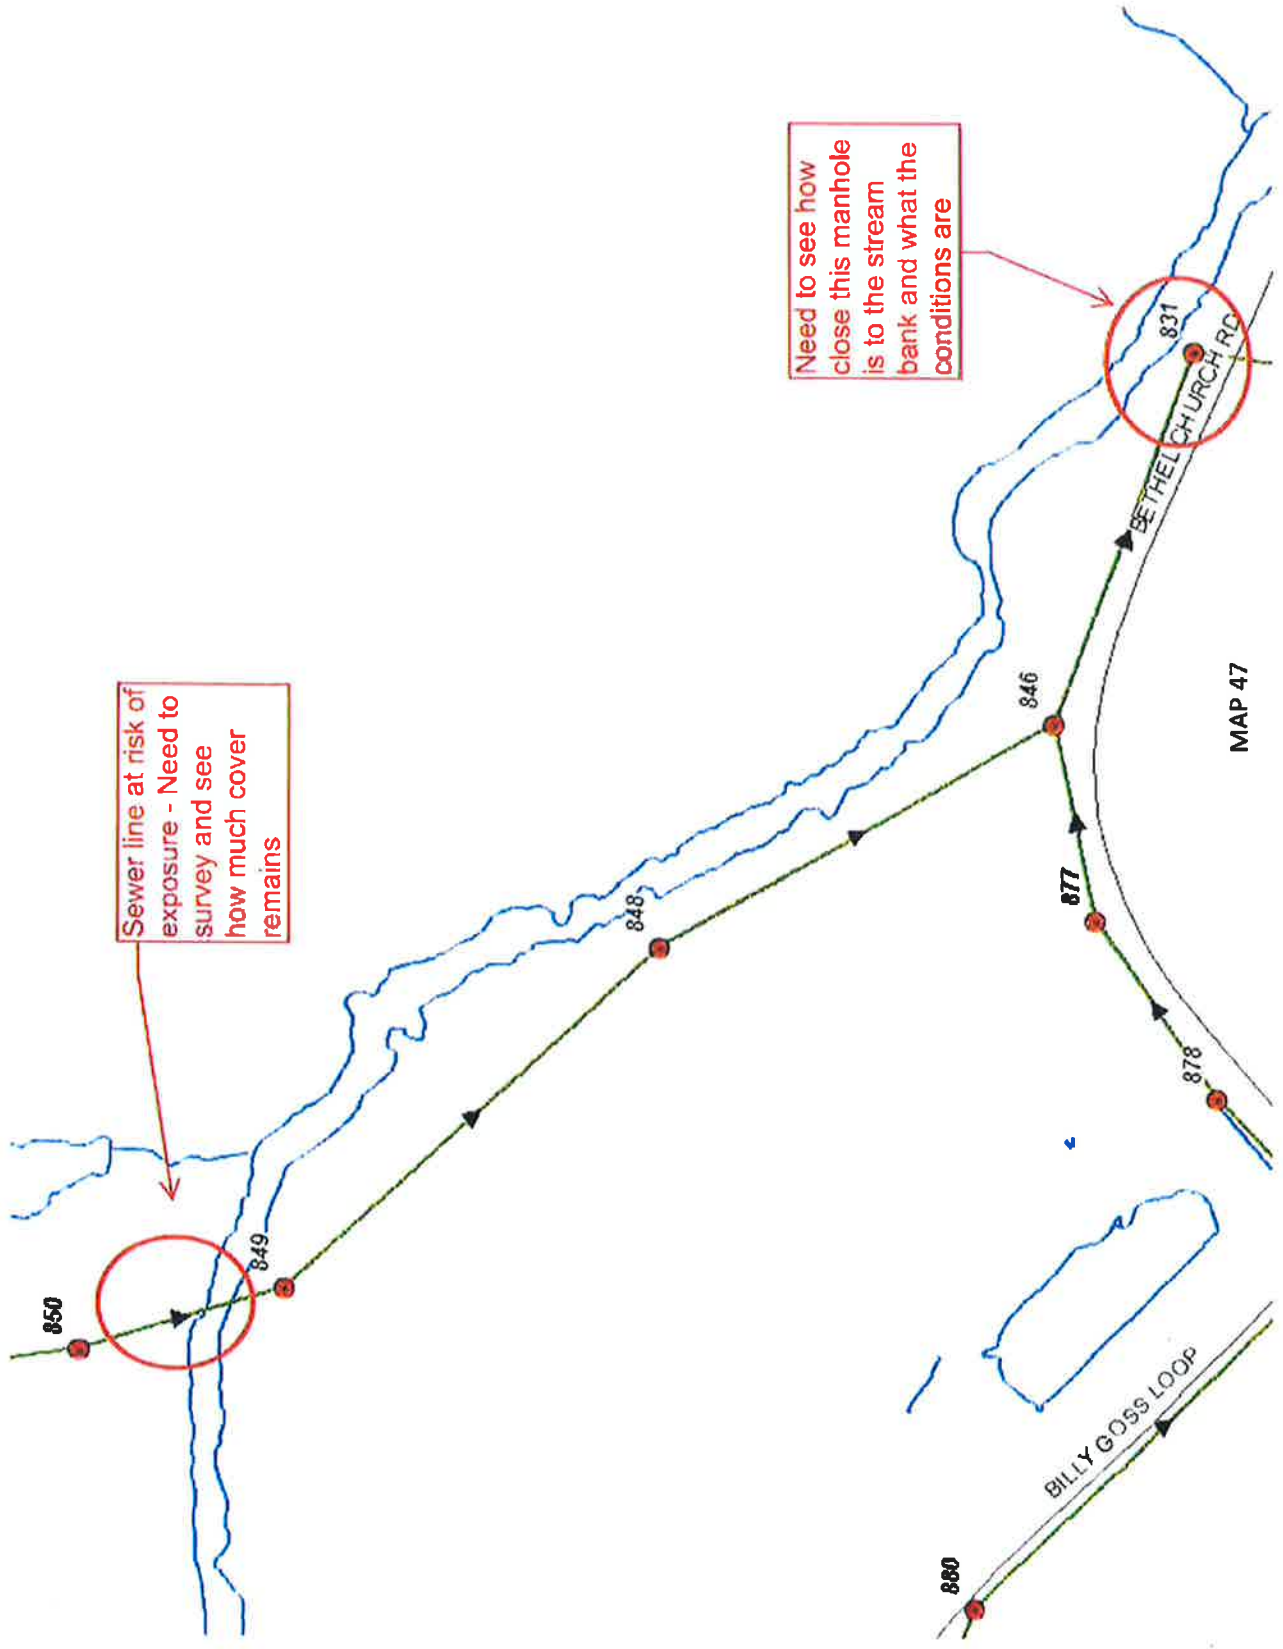 Sewer line at risk of
exposure - Need to
survey and see
how much cover
remains
Need to see how
close this manhole
is to the stream
bank and what the
conditions are
850
849
848
846
831
877
878
880
BETHEL CHURCH RD
BILLY GOSS LOOP
MAP 47